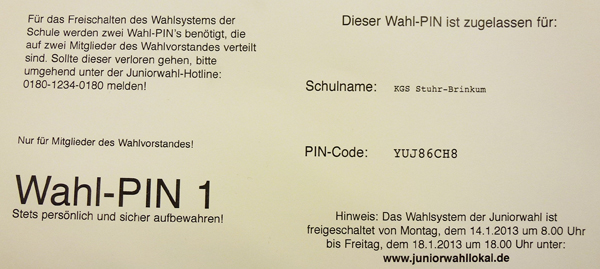 Für das Freischalten des Wahlsystems der
Schule werden zwei Wahl-PIN's benötigt, die
auf zwei Mitglieder des Wahlvorstandes verteilt
sind. Sollte dieser verloren gehen, bitte
umgehend unter der Juniorwahl-Hotline:
0180-1234-0180 melden!
Nur für Mitglieder des Wahlvorstandes!
Wahl-PIN 1
Stets persönlich und sicher aufbewahren!
Dieser Wahl-PIN ist zugelassen für:
Schulname: KGS Stuhr-Brinkum
PIN-Code: YUJ86CH8
Hinweis: Das Wahlsystem der Juniorwahl ist
freigeschaltet von Montag, dem 14.1.2013 um 8.00 Uhr
bis Freitag, dem 18.1.2013 um 18.00 Uhr unter:
www.juniorwahllokal.de